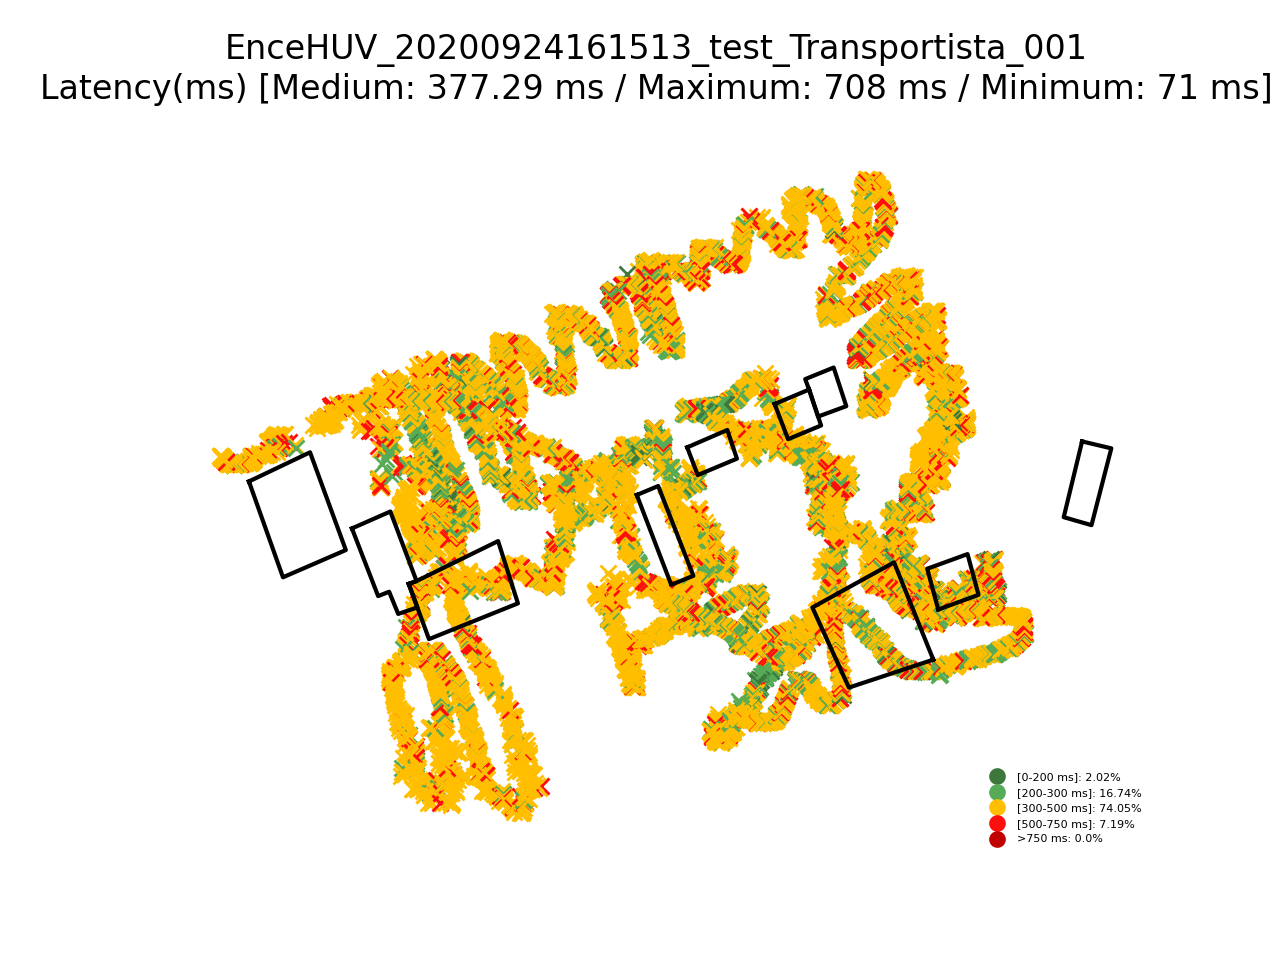 EnceHUV_20200924161513_test_Transportista_001
Latency(ms) [Medium: 377.29 ms / Maximum: 708 ms / Minimum: 71 ms]
[0-200 ms]: 2.02%
[200-300 ms]: 16.74%
[300-500 ms]: 74.05%
[500-750 ms]: 7.19%
>750 ms: 0.0%